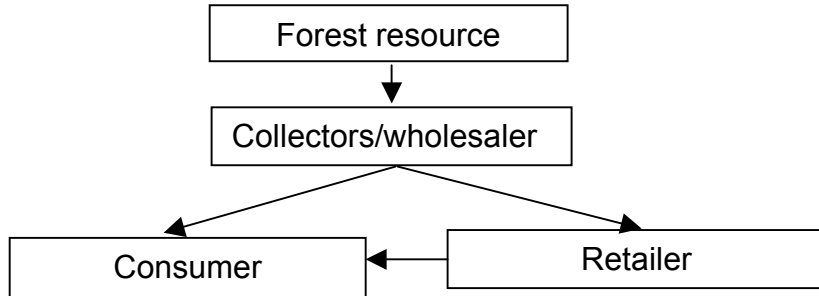 Forest resource
Collectors/wholesaler
Consumer
Retailer